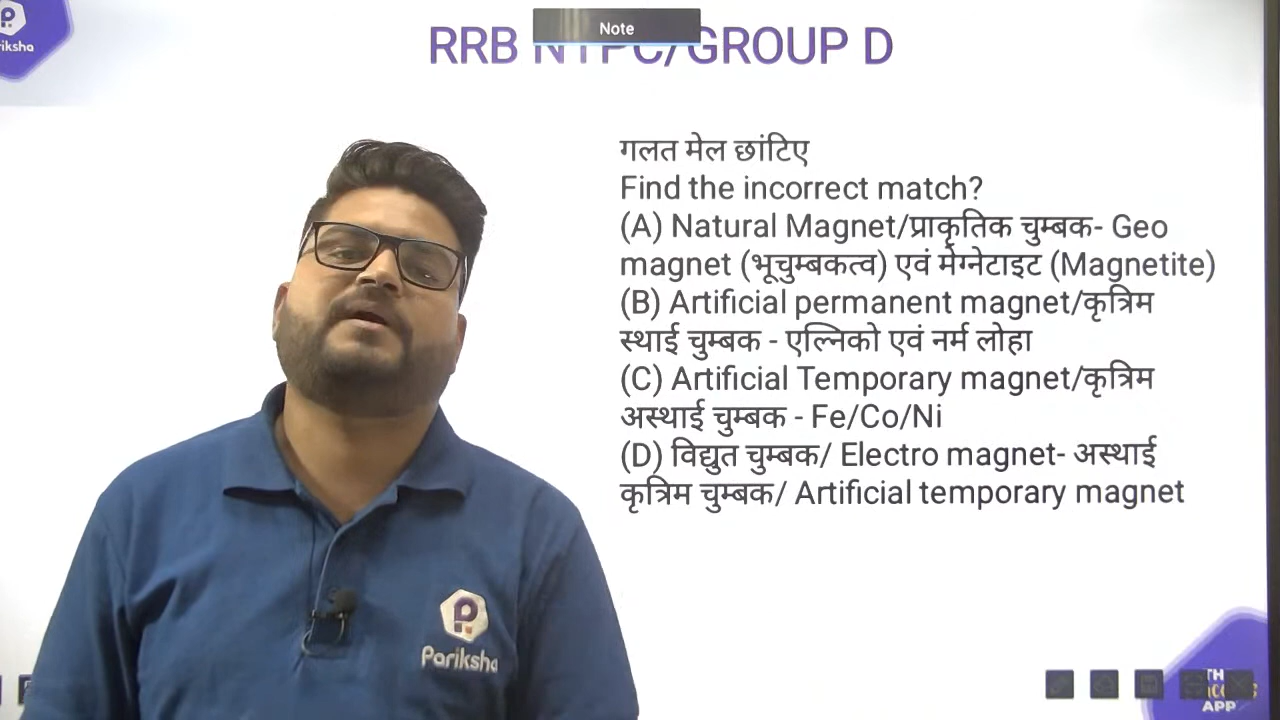 Note
RRB NTPC/GROUP D
riksha
गलत मेल छांटिए
Find the incorrect match?
(A) Natural Magnet/प्राकृतिक चुम्बक- Geo
magnet (भूचुम्बकत्व) एवं मेग्नेटाइट (Magnetite)
(B) Artificial permanent magnet/कृत्रिम
स्थाई चुम्बक - एल्निको एवं नर्म लोहा
(C) Artificial Temporary magnet/कृत्रिम
अस्थाई चुम्बक - Fe/Co/Ni
(D) विद्युत चुम्बक/ Electro magnet- अस्थाई
कृत्रिम चुम्बक/ Artificial temporary magnet
Pariksha
APP